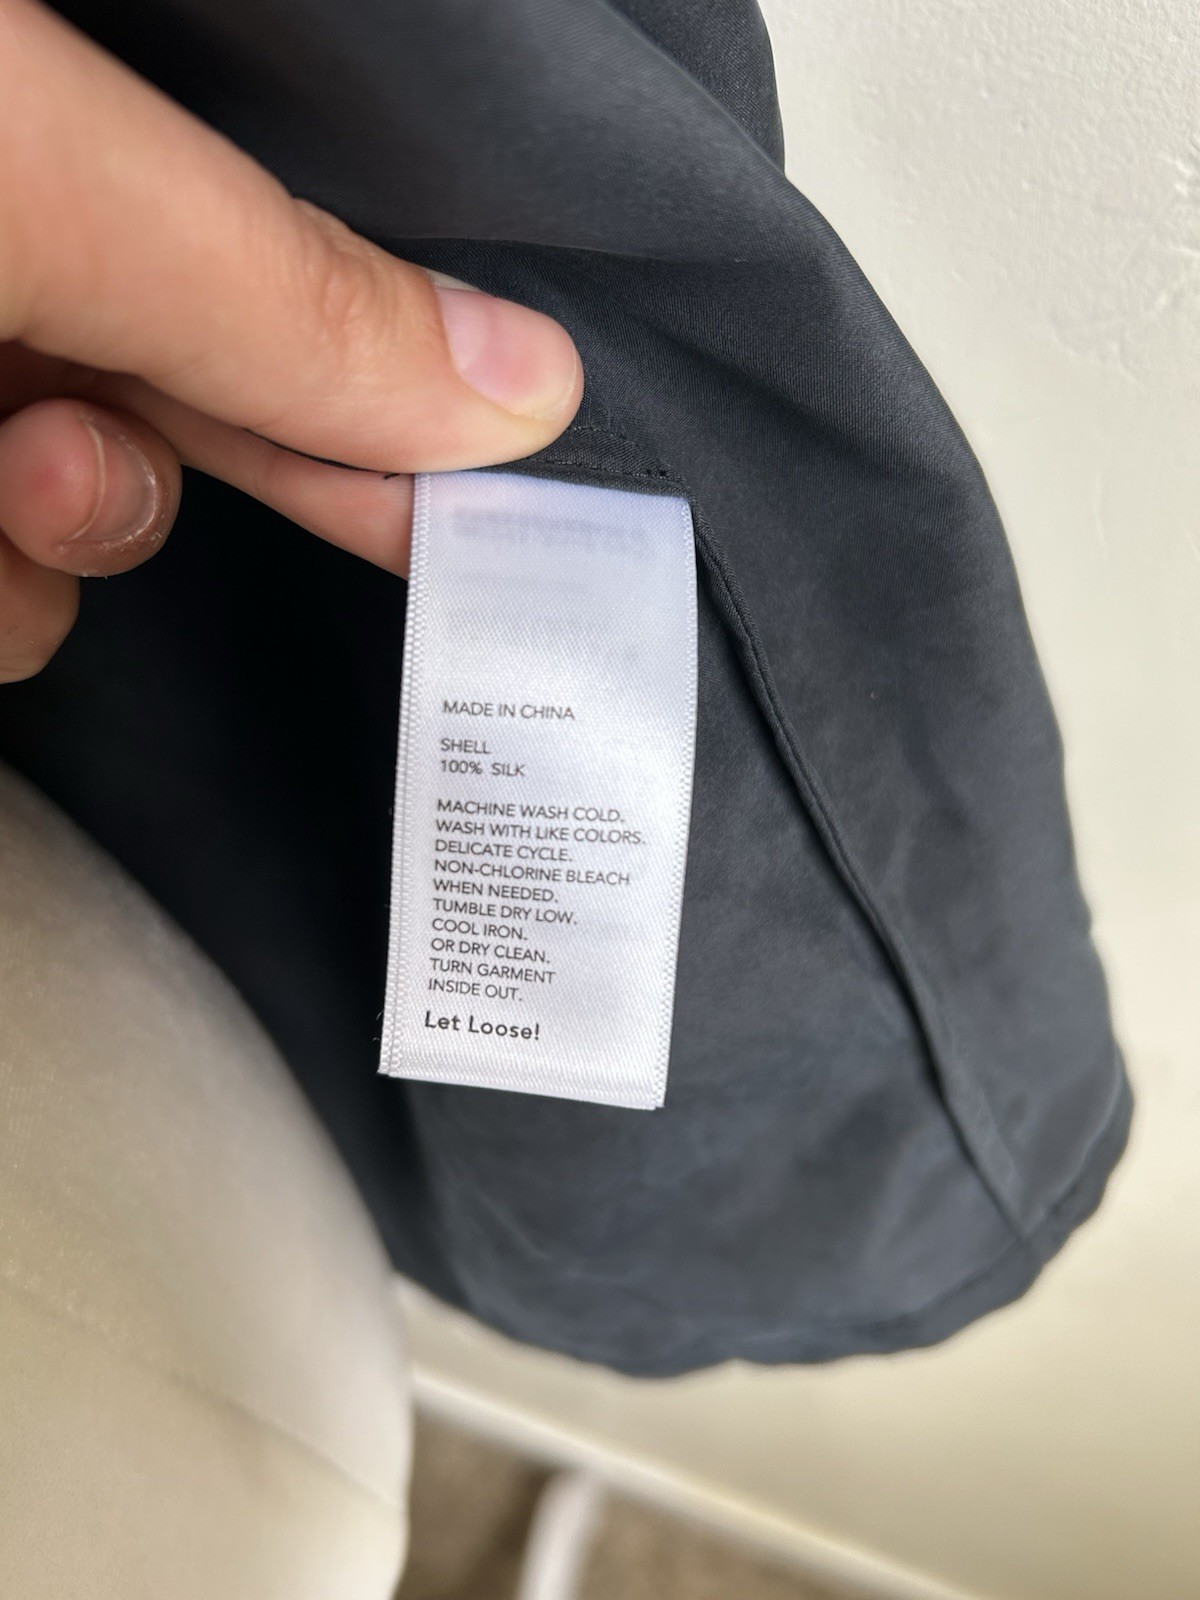 MADE IN CHINA
SHELL
100% SILK
MACHINE WASH COLD.
WASH WITH LIKE COLORS.
DELICATE CYCLE.
NON-CHLORINE BLEACH
WHEN NEEDED.
TUMBLE DRY LOW.
COOL IRON.
OR DRY CLEAN.
TURN GARMENT
INSIDE OUT.
Let Loose!